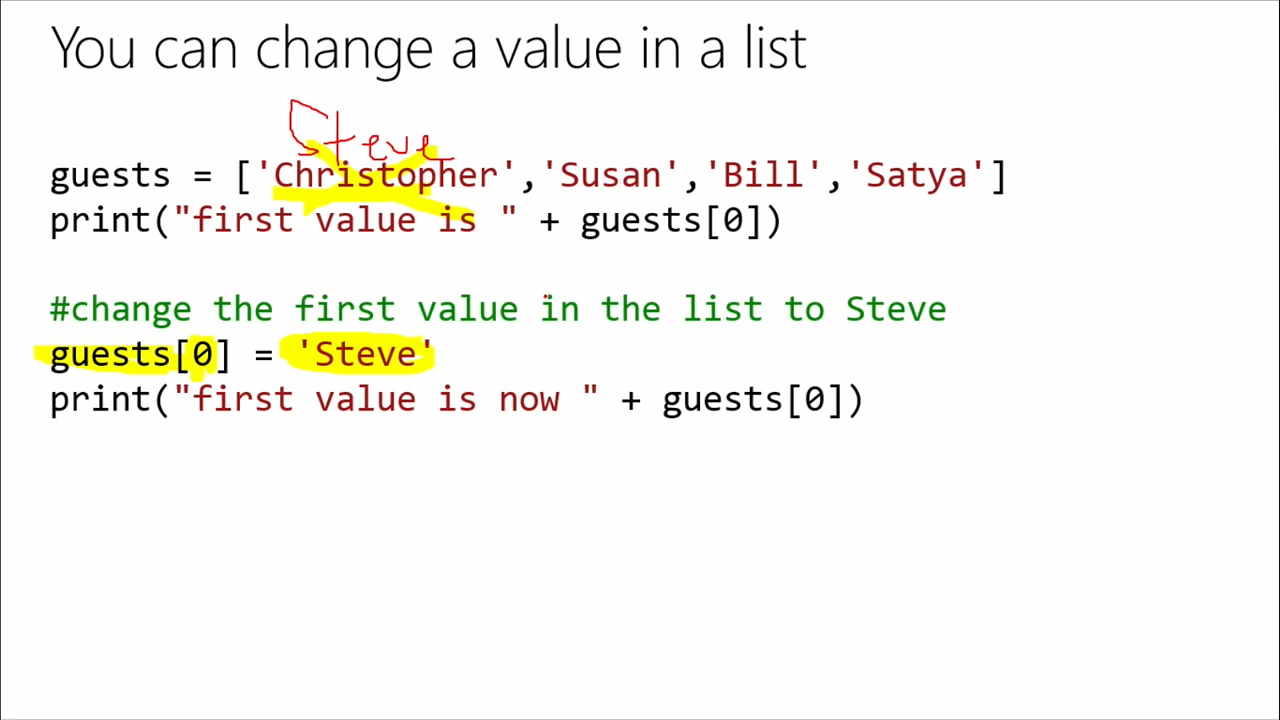 You can change a value in a list
Steve
guests = ['Christopher','Susan','Bill','Satya']
print("first value is " + guests[0])
#change the first value in the list to Steve
guests[0] = 'Steve'
print("first value is now " + guests[0])